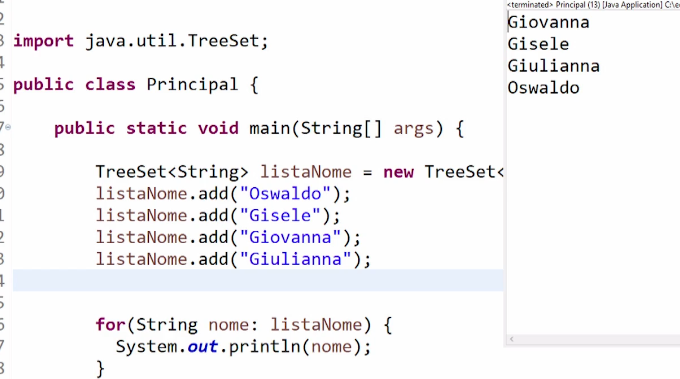 import java.util.TreeSet;
public class Principal {
public static void main(String[] args) {
TreeSet<String> listaNome = new TreeSet<
listaNome.add("Oswaldo");
listaNome.add("Gisele");
listaNome.add("Giovanna");
listaNome.add("Giulianna");
for(String nome: listaNome) {
System.out.println(nome);
}
<terminated> Principal (13) [Java Application] C:\e
Giovanna
Gisele
Giulianna
Oswaldo